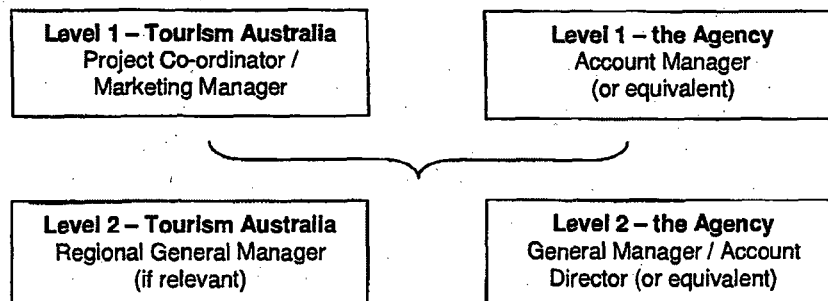 Level 1 – Tourism Australia
Project Co-ordinator /
Marketing Manager
Level 1 – the Agency
Account Manager
(or equivalent)
Level 2 – Tourism Australia
Regional General Manager
(if relevant)
Level 2 – the Agency
General Manager / Account
Director (or equivalent)